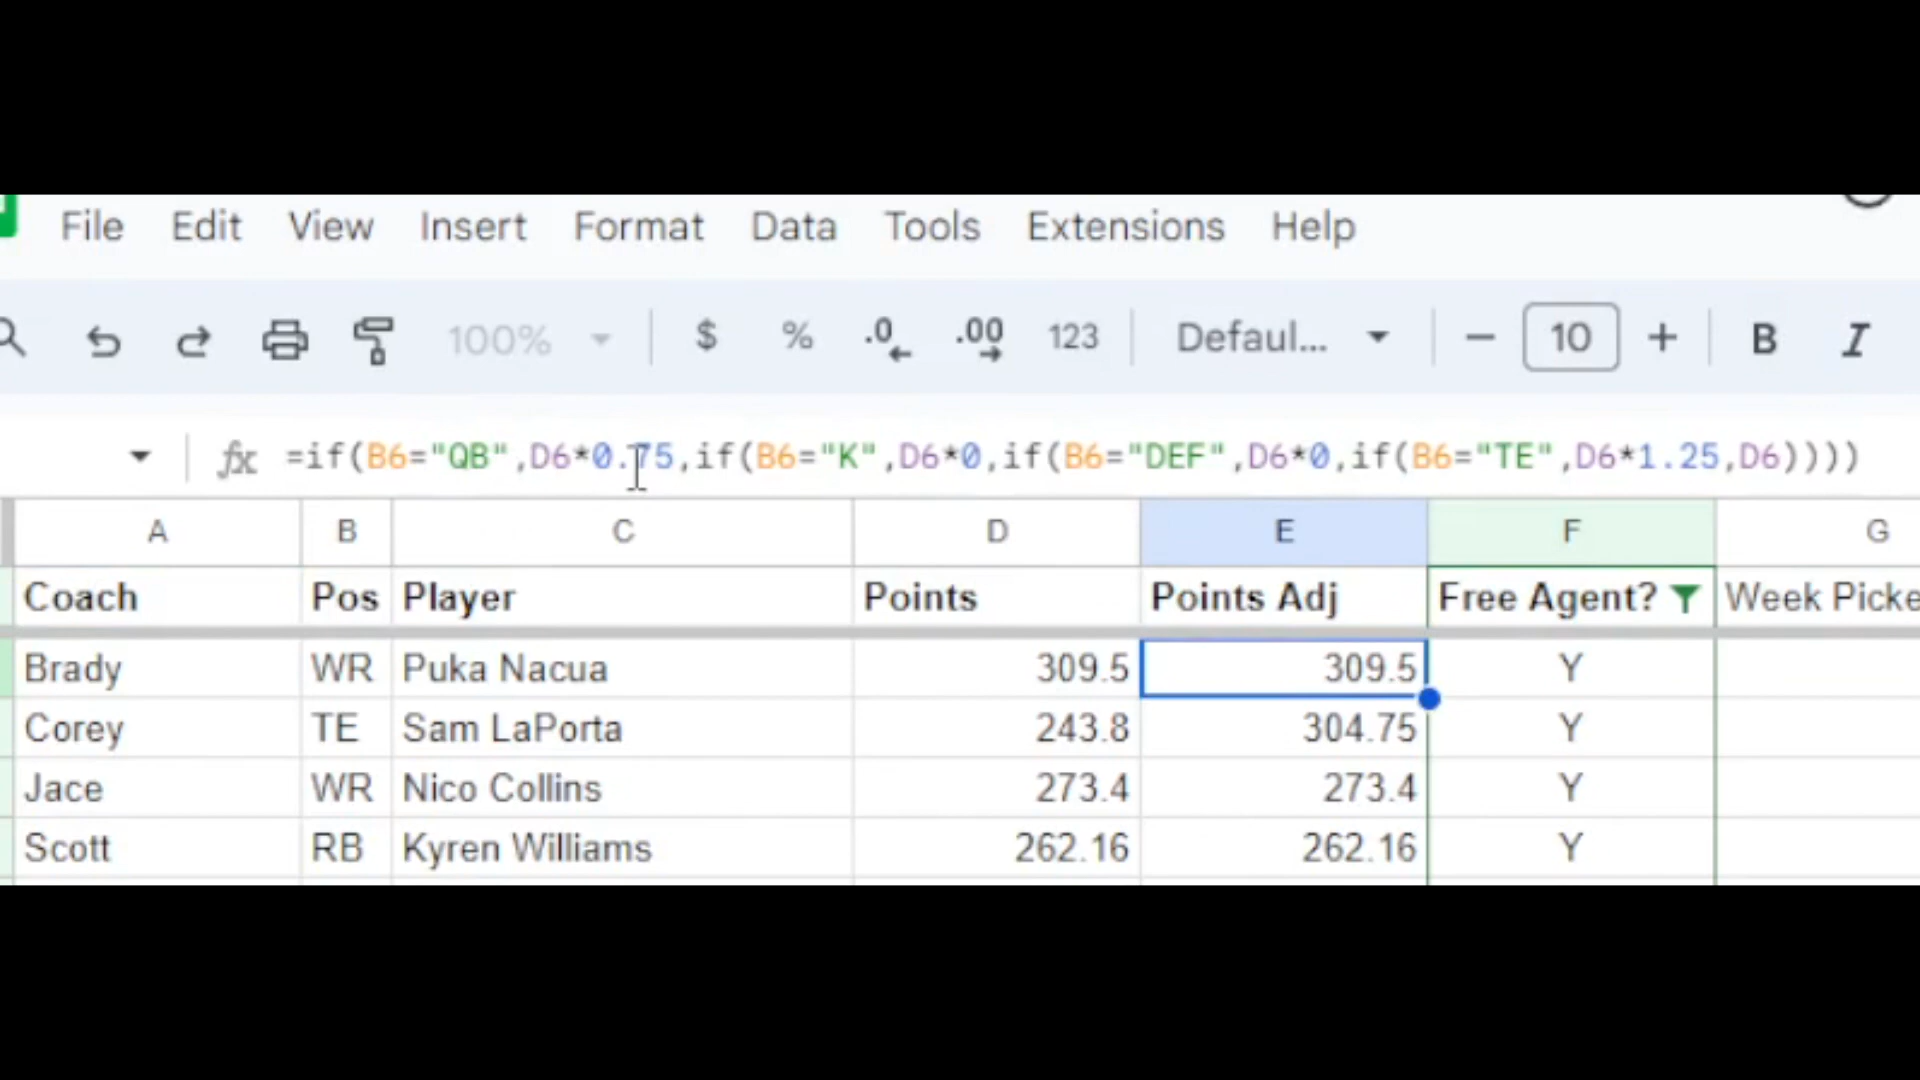 File Edit View Insert Format Data Tools Extensions Help
100% $ % .0 .00 123 Defaul... − 10 + B I
fx =if(B6="QB",D6*0.75,if(B6="K",D6*0,if(B6="DEF",D6*0,if(B6="TE",D6*1.25,D6))))
A B C D E F G
Coach Pos Player Points Points Adj Free Agent? Week Picke
Brady WR Puka Nacua 309.5 309.5 Y
Corey TE Sam LaPorta 243.8 304.75 Y
Jace WR Nico Collins 273.4 273.4 Y
Scott RB Kyren Williams 262.16 262.16 Y